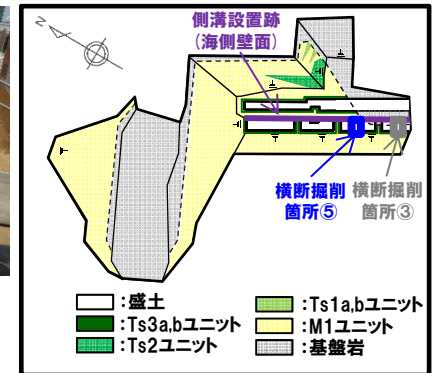 側溝設置跡
(海側壁面)
N
横断掘削
箇所⑤
横断掘削
箇所③
:盛土
:Ts3a,bユニット
:Ts2ユニット
:Ts1a,bユニット
:M1ユニット
:基盤岩